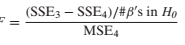 F = (SSE₃ − SSE₄)/#β's in H₀
MSE₄